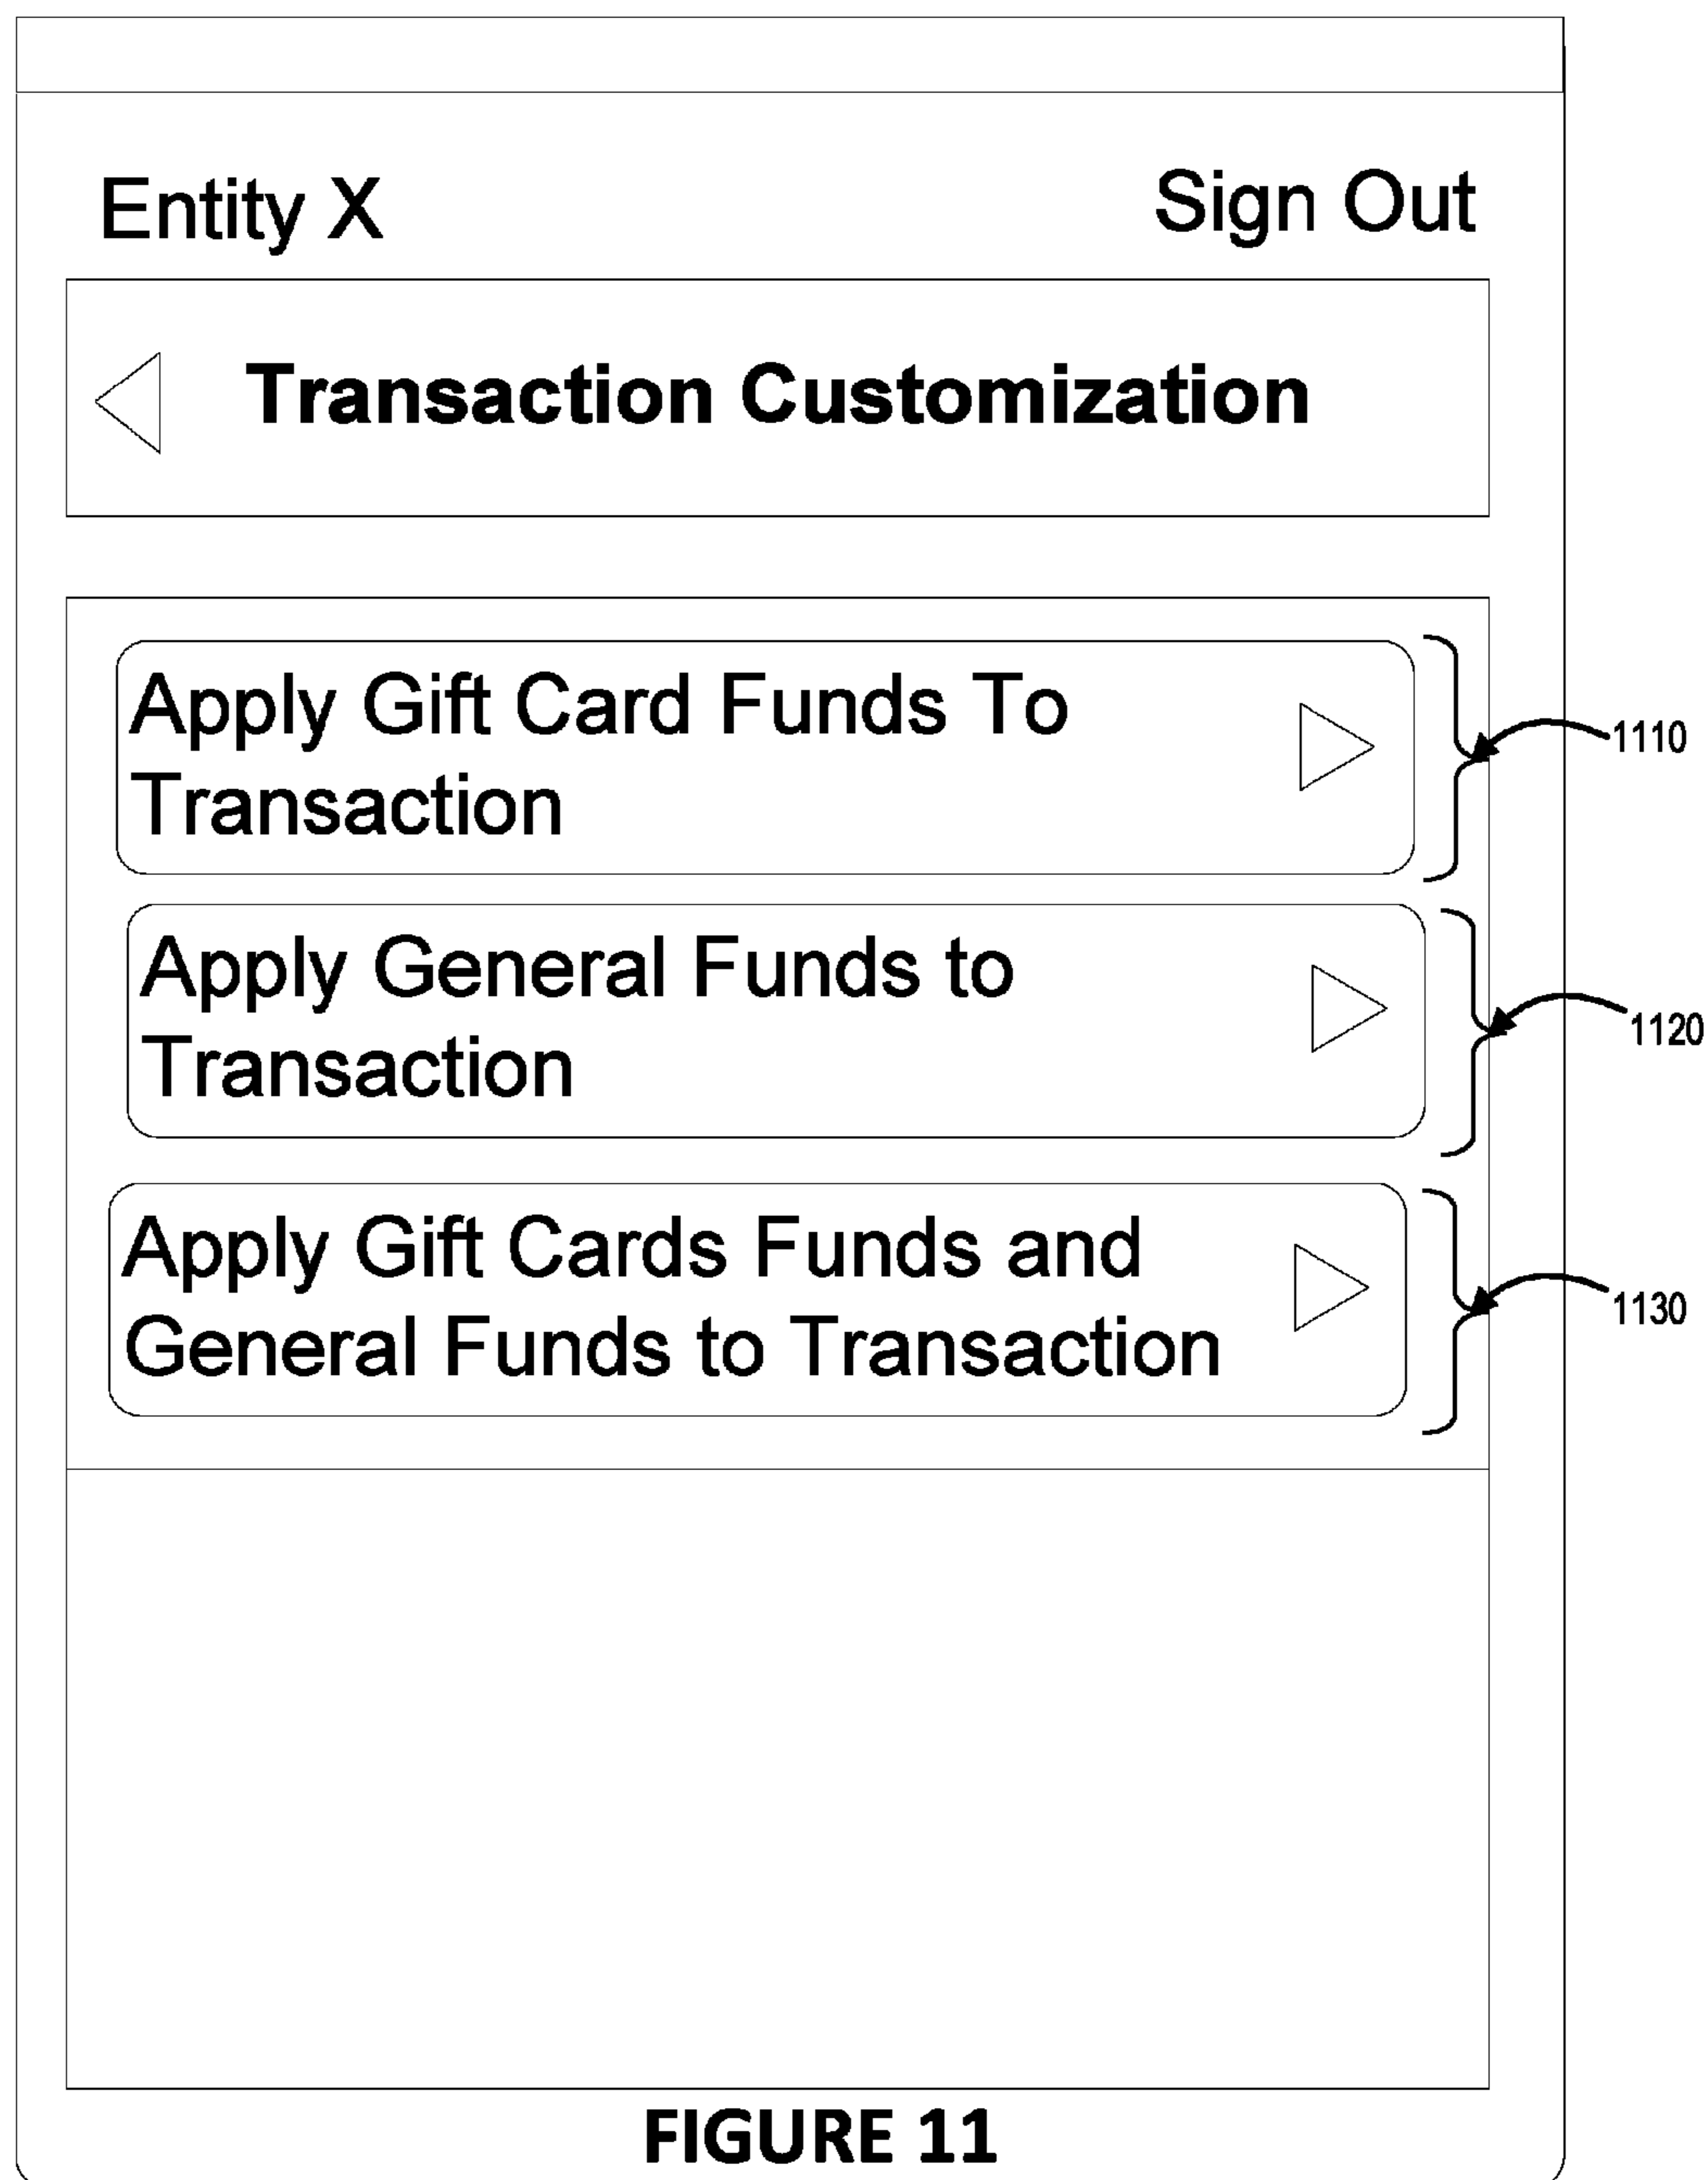 Entity X Sign Out
Transaction Customization
Apply Gift Card Funds To
Transaction
1110
Apply General Funds to
Transaction
1120
Apply Gift Cards Funds and
General Funds to Transaction
1130
FIGURE 11